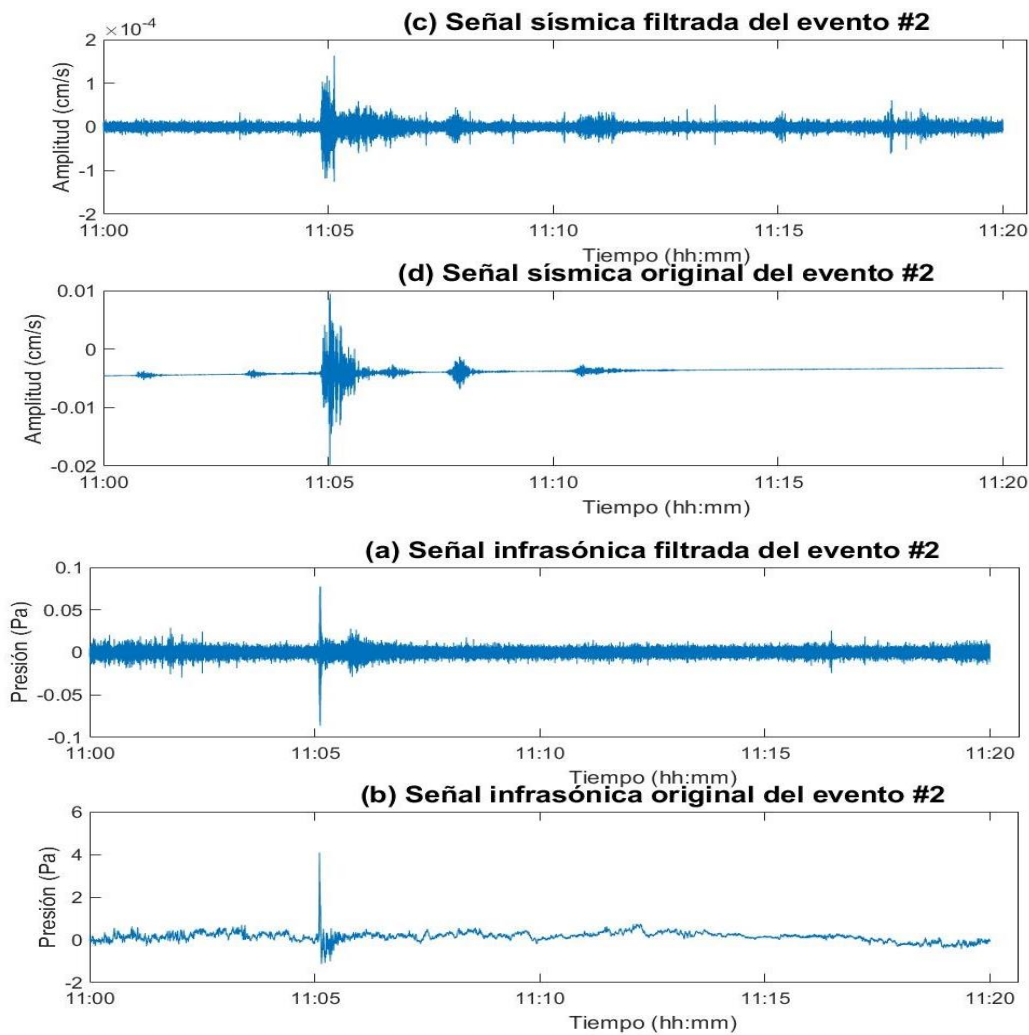 (c) Señal sísmica filtrada del evento #2
×10⁻⁴
2
1
0
-1
-2
Amplitud (cm/s)
11:00 11:05 11:10 11:15 11:20
Tiempo (hh:mm)
(d) Señal sísmica original del evento #2
0.01
0
-0.01
-0.02
Amplitud (cm/s)
11:00 11:05 11:10 11:15 11:20
Tiempo (hh:mm)
(a) Señal infrasónica filtrada del evento #2
0.1
0.05
0
-0.05
-0.1
Presión (Pa)
11:00 11:05 11:10 11:15 11:20
Tiempo (hh:mm)
(b) Señal infrasónica original del evento #2
6
4
2
0
-2
Presión (Pa)
11:00 11:05 11:10 11:15 11:20
Tiempo (hh:mm)